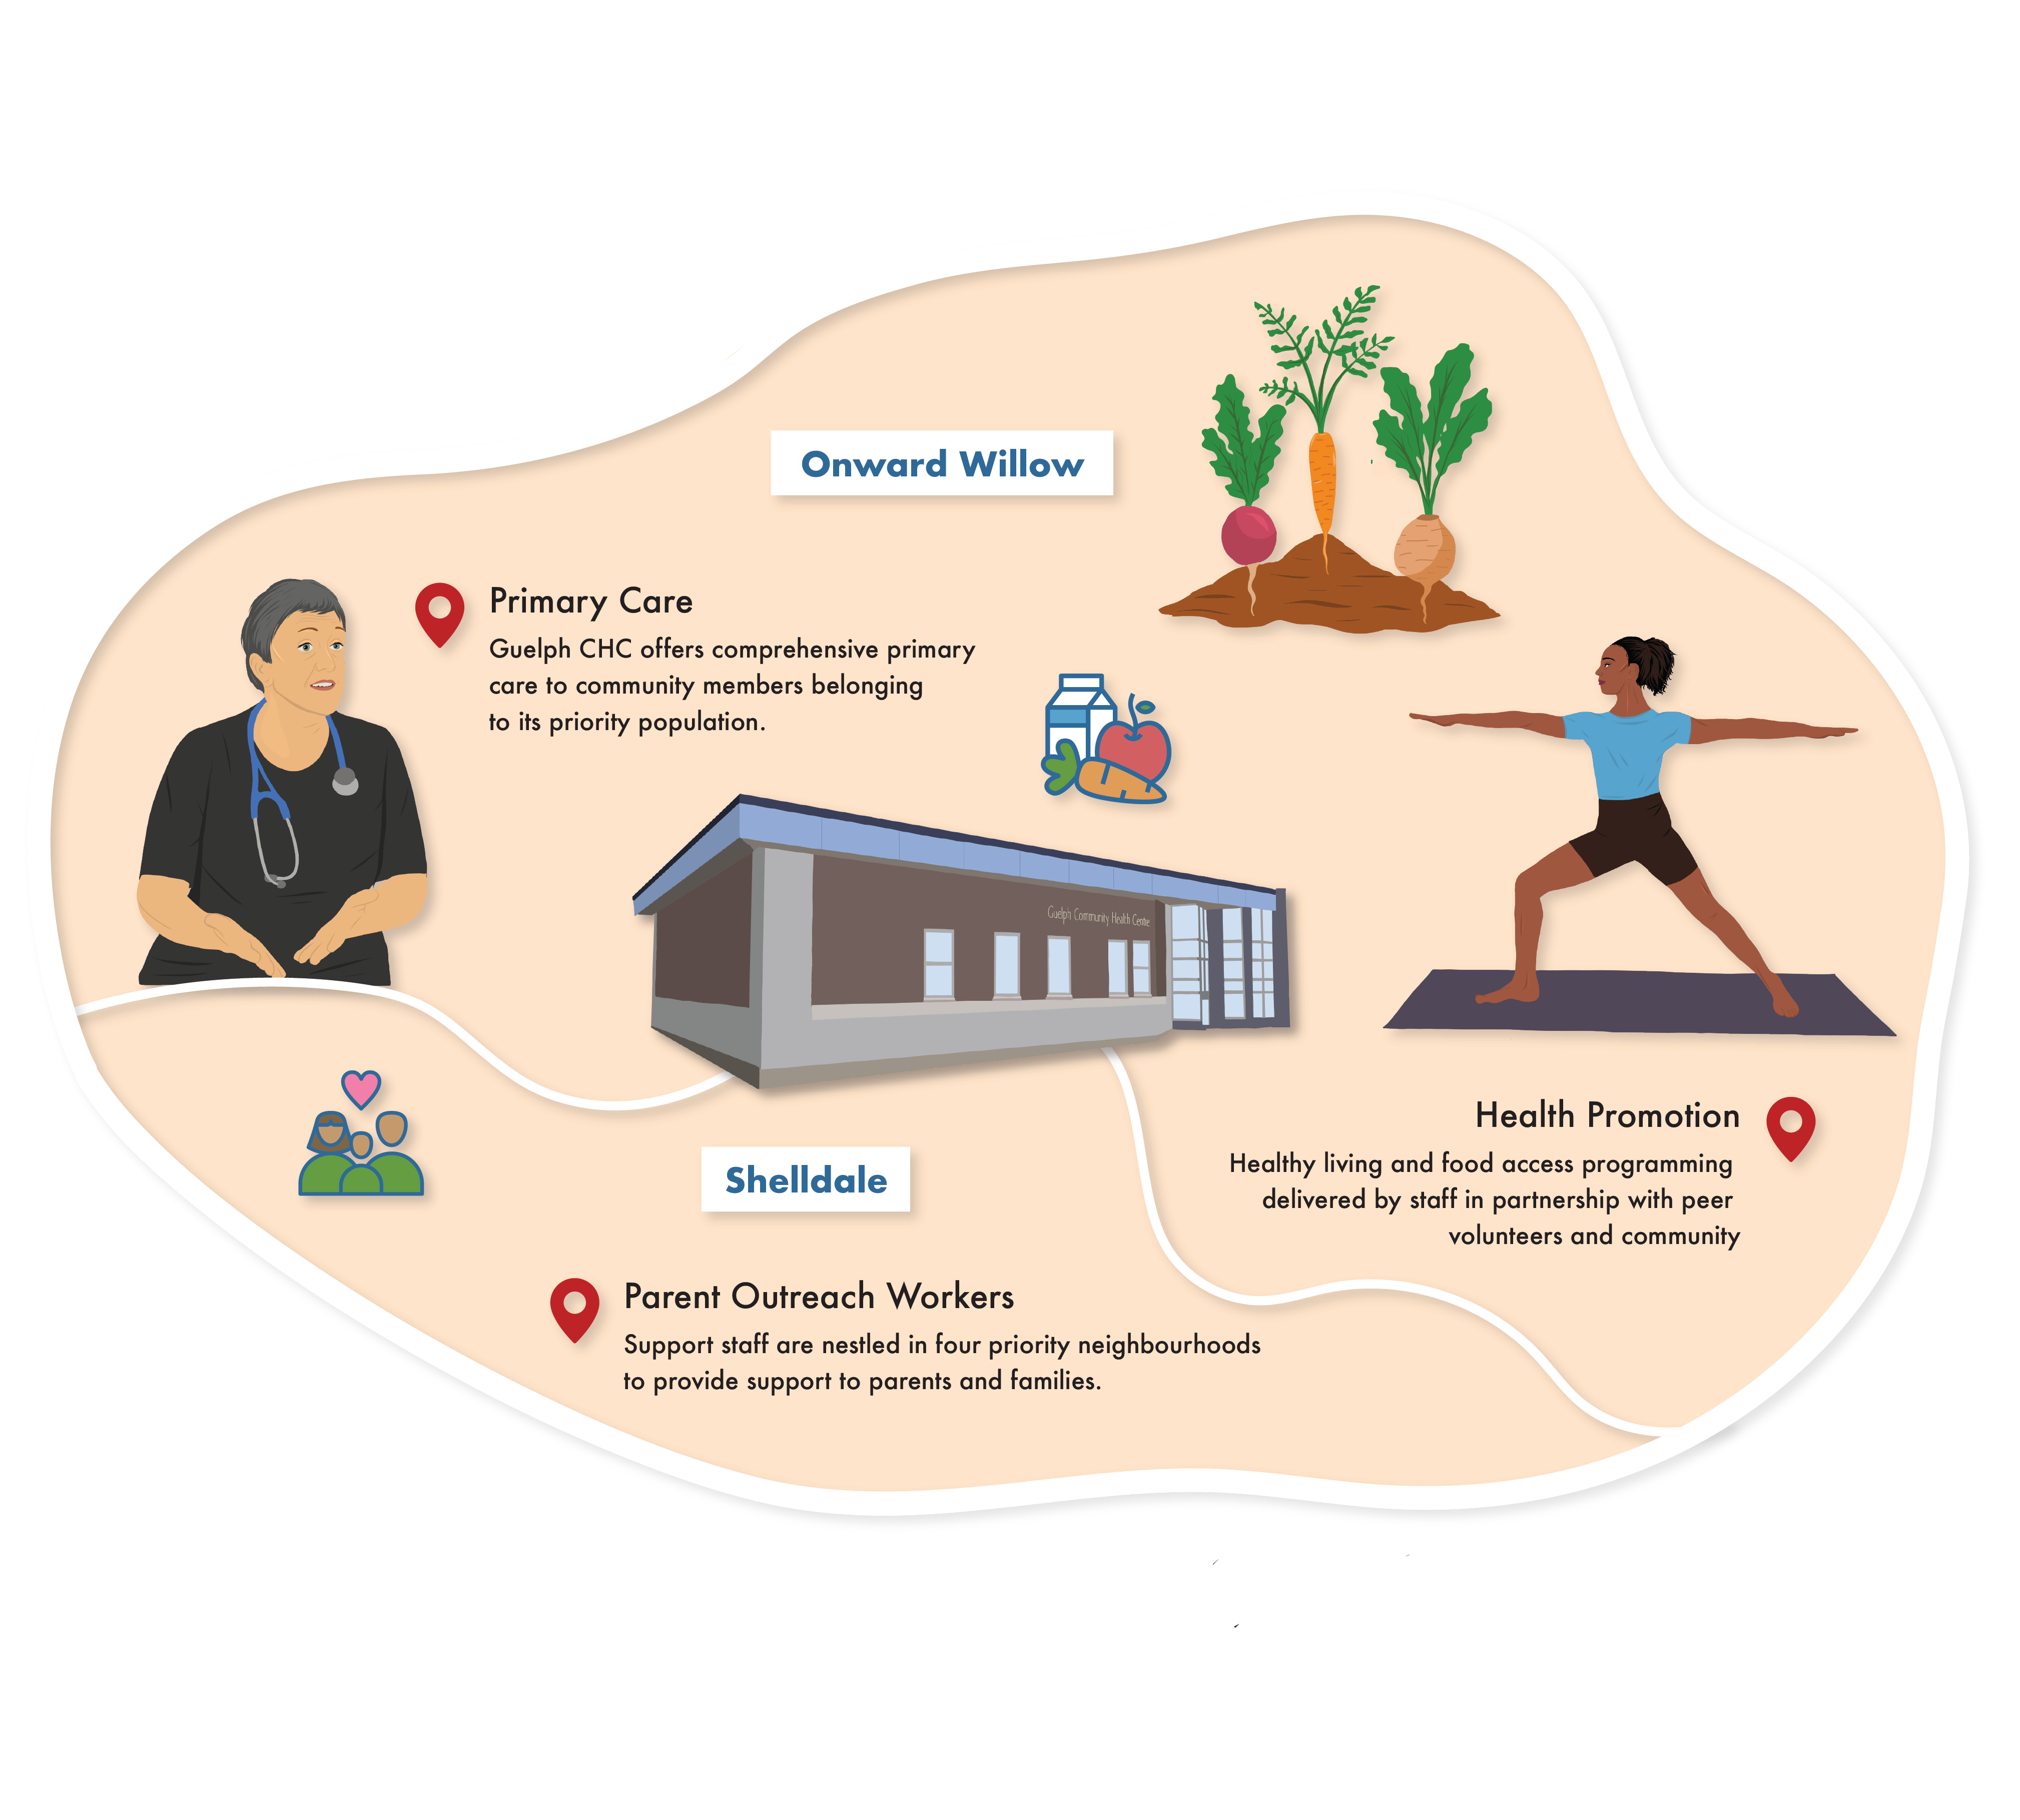 Onward Willow
Primary Care
Guelph CHC offers comprehensive primary
care to community members belonging
to its priority population.
Guelph Community Health Centre
Shelldale
Health Promotion
Healthy living and food access programming
delivered by staff in partnership with peer
volunteers and community
Parent Outreach Workers
Support staff are nestled in four priority neighbourhoods
to provide support to parents and families.